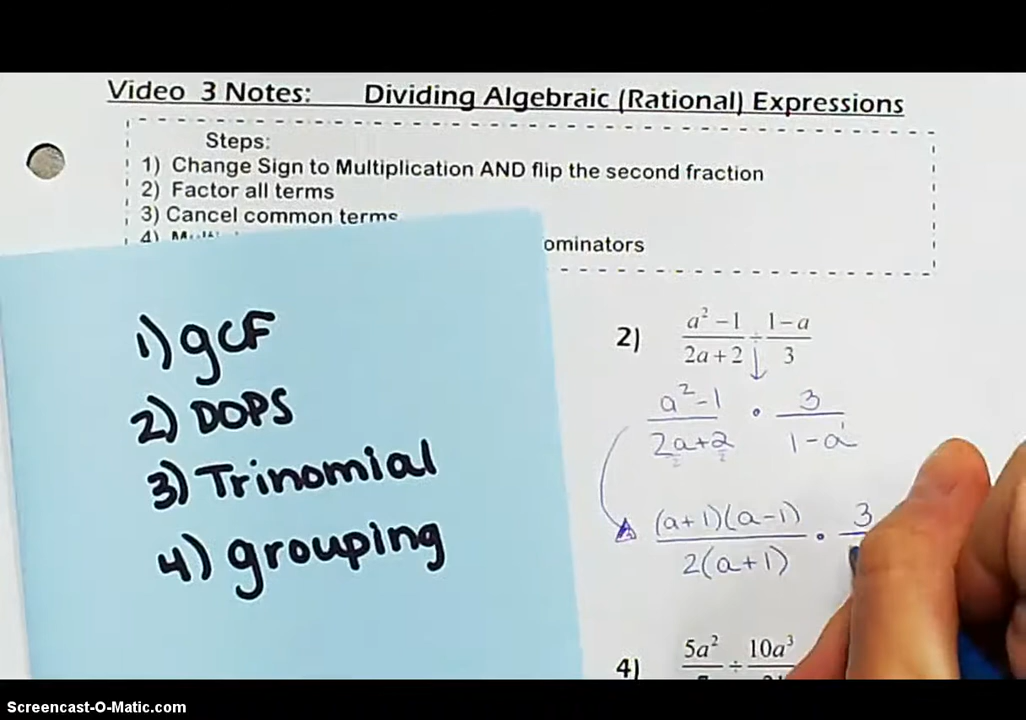 Video 3 Notes: Dividing Algebraic (Rational) Expressions
Steps:
1) Change Sign to Multiplication AND flip the second fraction
2) Factor all terms
3) Cancel common terms
4) ominators
1) gCF
2) DOPS
3) Trinomial
4) grouping
2) a² − 1 / 2a + 2 ÷ 1 − a / 3
a² - 1 / 2a + 2 · 3 / 1 - a
(a+1)(a-1) / 2(a+1) · 3
4) 5a² ÷ 10a³
Screencast-O-Matic.com